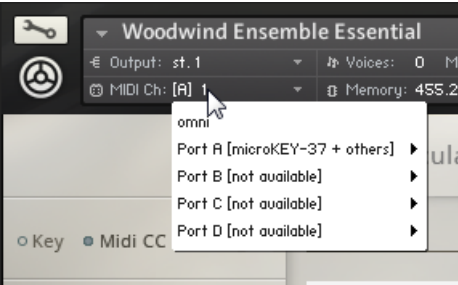 Woodwind Ensemble Essential
Output: st.1 Voices: 0 M
MIDI Ch: [A] 1 Memory: 455.2
omni
Port A [microKEY-37 + others]
Port B [not available]
Port C [not available]
Port D [not available]
Key Midi CC